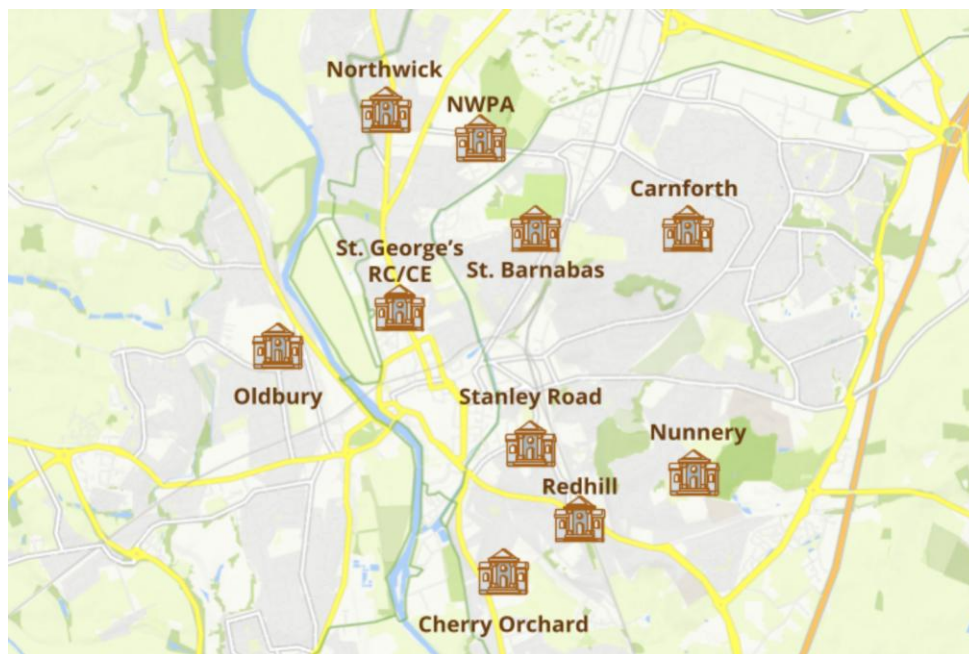 Northwick
NWPA
Carnforth
St. George's
RC/CE
St. Barnabas
Oldbury
Stanley Road
Nunnery
Redhill
Cherry Orchard